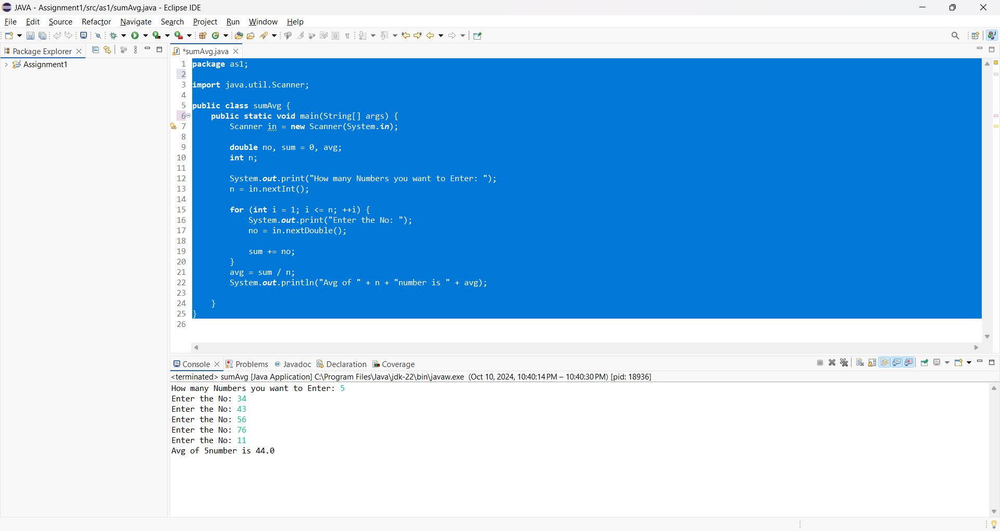 JAVA - Assignment1/src/as1/sumAvg.java - Eclipse IDE
File Edit Source Refactor Navigate Search Project Run Window Help
Package Explorer
*sumAvg.java
Assignment1
1 package as1;
2
3 import java.util.Scanner;
4
5 public class sumAvg {
6 public static void main(String[] args) {
7 Scanner in = new Scanner(System.in);
8
9 double no, sum = 0, avg;
10 int n;
11
12 System.out.print("How many Numbers you want to Enter: ");
13 n = in.nextInt();
14
15 for (int i = 1; i <= n; ++i) {
16 System.out.print("Enter the No: ");
17 no = in.nextDouble();
18
19 sum += no;
20 }
21 avg = sum / n;
22 System.out.println("Avg of " + n + "number is " + avg);
23
24 }
25 }
26
Console Problems @ Javadoc Declaration Coverage
<terminated> sumAvg [Java Application] C:\Program Files\Java\jdk-22\bin\javaw.exe (Oct 10, 2024, 10:40:14 PM – 10:40:30 PM) [pid: 18936]
How many Numbers you want to Enter: 5
Enter the No: 34
Enter the No: 43
Enter the No: 56
Enter the No: 76
Enter the No: 11
Avg of 5number is 44.0